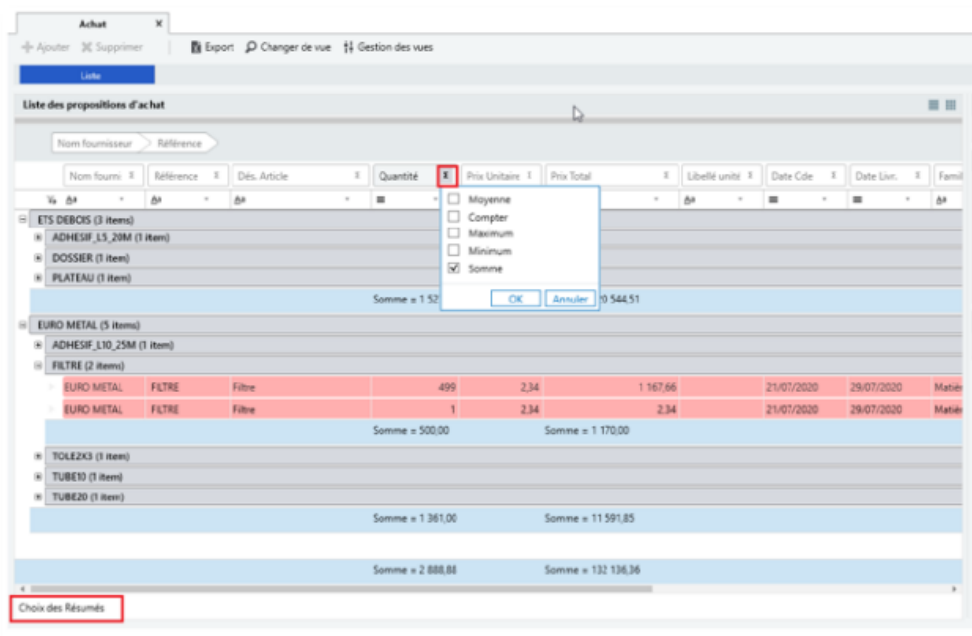 Achat x
Ajouter Supprimer Export Changer de vue Gestion des vues
Liste
Liste des propositions d'achat
Nom fournisseur Référence
Nom fourni Σ Référence Σ Dés. Article Σ Quantité Σ Prix Unitaire Σ Prix Total Σ Libellé unité Σ Date Cde Σ Date Livr. Σ Famil
Moyenne
Compter
Maximum
Minimum
Somme
OK Annuler
ETS DEBOIS (3 items)
ADHESIF_L5_20M (1 item)
DOSSIER (1 item)
PLATEAU (1 item)
Somme = 1 52 0 544,51
EURO METAL (5 items)
ADHESIF_L10_25M (1 item)
FILTRE (2 items)
EURO METAL FILTRE Filtre 499 2,34 1 167,66 21/07/2020 29/07/2020 Matièr
EURO METAL FILTRE Filtre 1 2,34 2,34 21/07/2020 29/07/2020 Matièr
Somme = 500,00 Somme = 1 170,00
TOLE2X3 (1 item)
TUBE10 (1 item)
TUBE20 (1 item)
Somme = 1 361,00 Somme = 11 591,85
Somme = 2 888,88 Somme = 132 136,36
Choix des Résumés